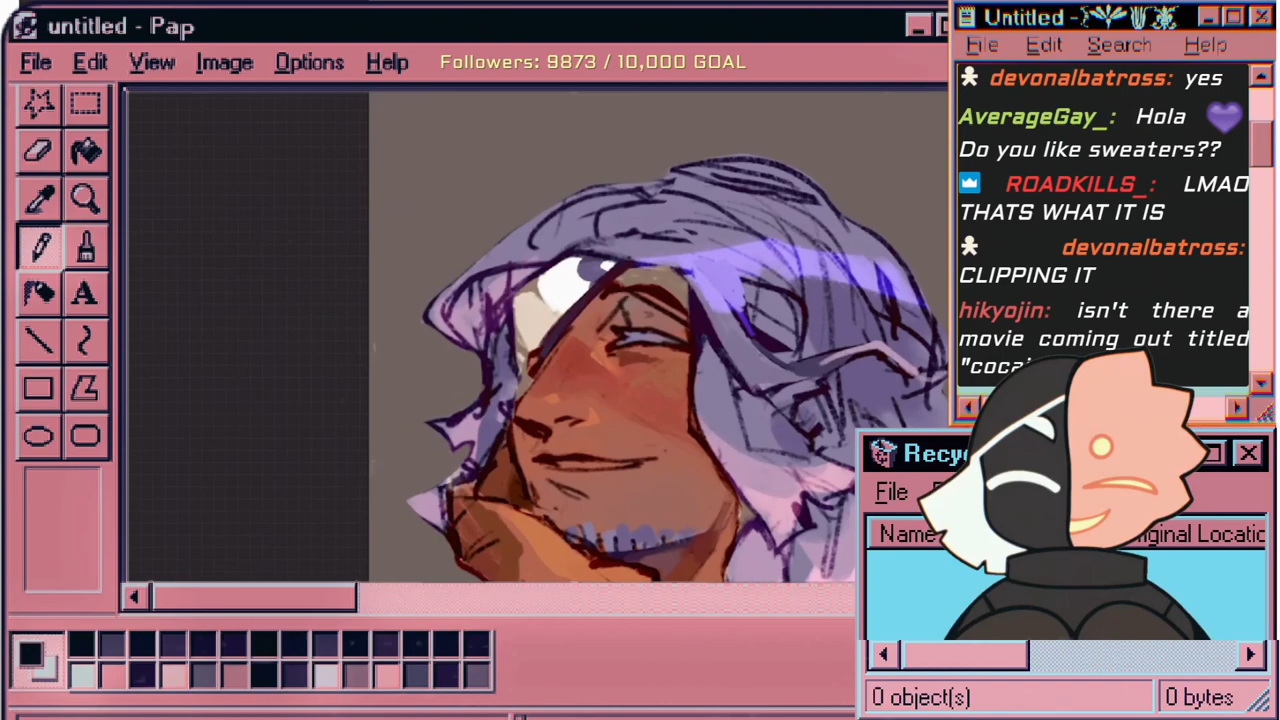 untitled - Pap
File Edit View Image Options Help
Followers: 9873 / 10,000 GOAL
A
Untitled -
File Edit Search Help
devonalbatross: yes
AverageGay_: Hola
Do you like sweaters??
ROADKILLS_: LMAO
THATS WHAT IT IS
devonalbatross:
CLIPPING IT
hikyojin: isn't there a
movie coming out titled
Recyc
File
Name
iginal Locatic
0 object(s)
0 bytes